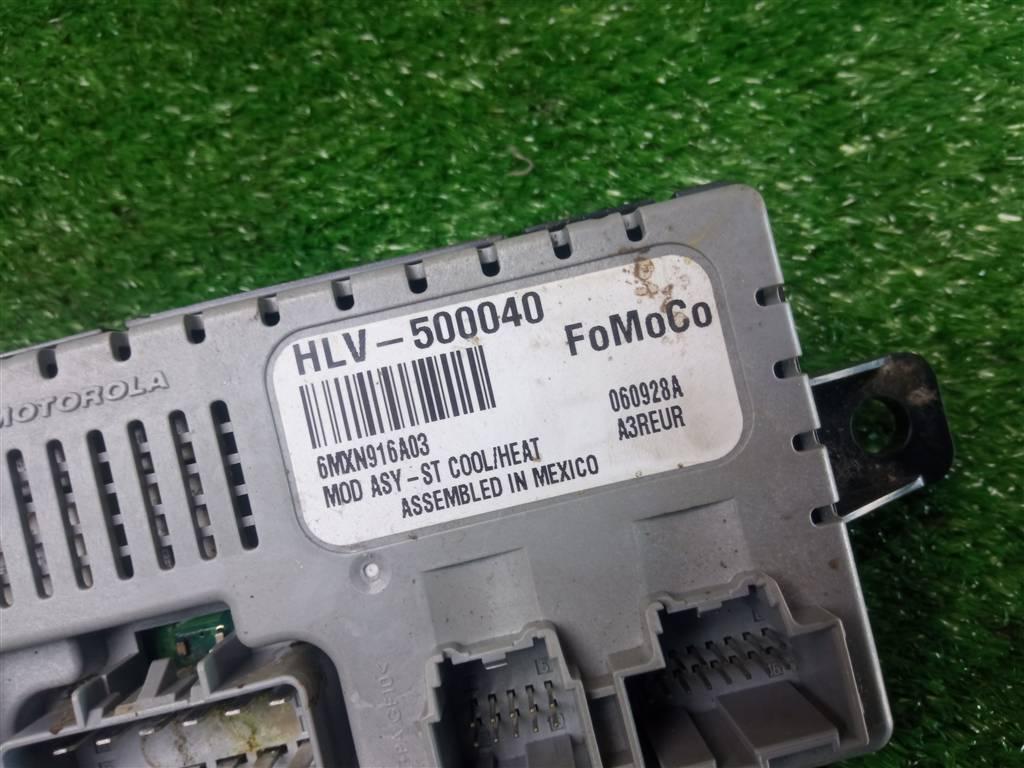 HLV-500040
FoMoCo
6MXN916A03
060928A
MOD ASY-ST COOL/HEAT
A3REUR
ASSEMBLED IN MEXICO
MOTOROLA